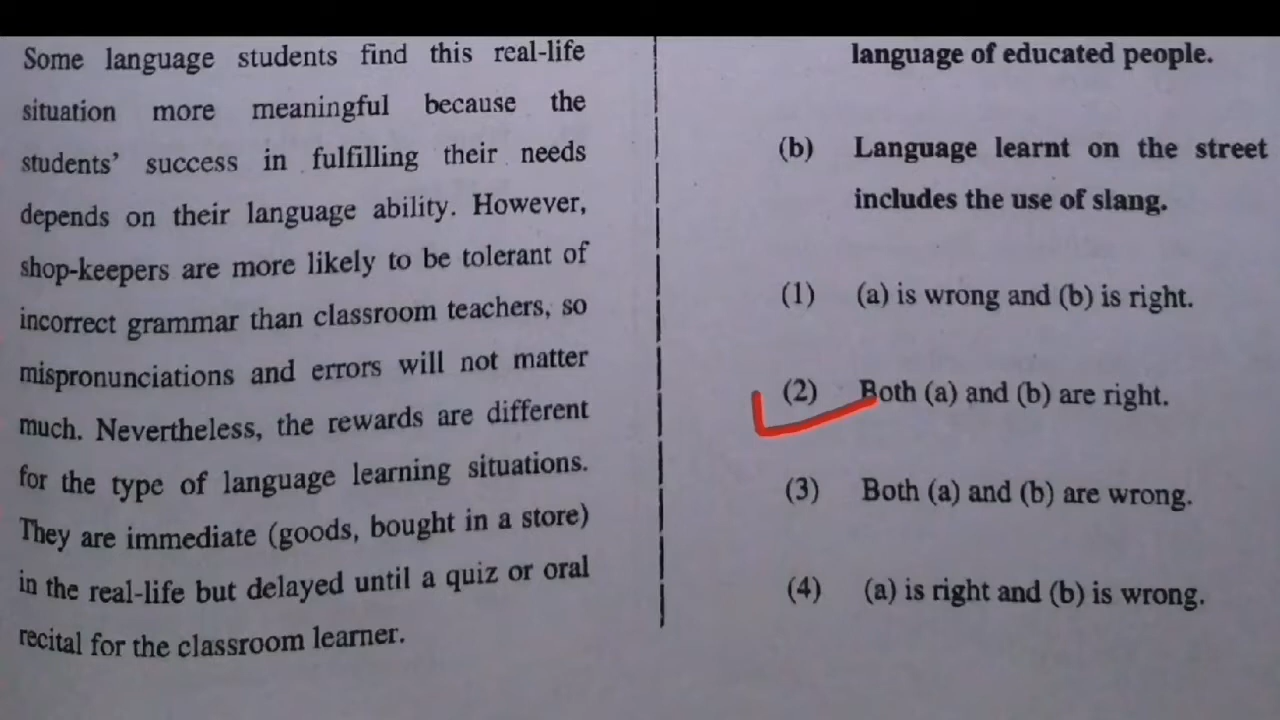 Some language students find this real-life
situation more meaningful because the
students' success in fulfilling their needs
depends on their language ability. However,
shop-keepers are more likely to be tolerant of
incorrect grammar than classroom teachers, so
mispronunciations and errors will not matter
much. Nevertheless, the rewards are different
for the type of language learning situations.
They are immediate (goods, bought in a store)
in the real-life but delayed until a quiz or oral
recital for the classroom learner.
language of educated people.
(b) Language learnt on the street
includes the use of slang.
(1) (a) is wrong and (b) is right.
(2) Both (a) and (b) are right.
(3) Both (a) and (b) are wrong.
(4) (a) is right and (b) is wrong.